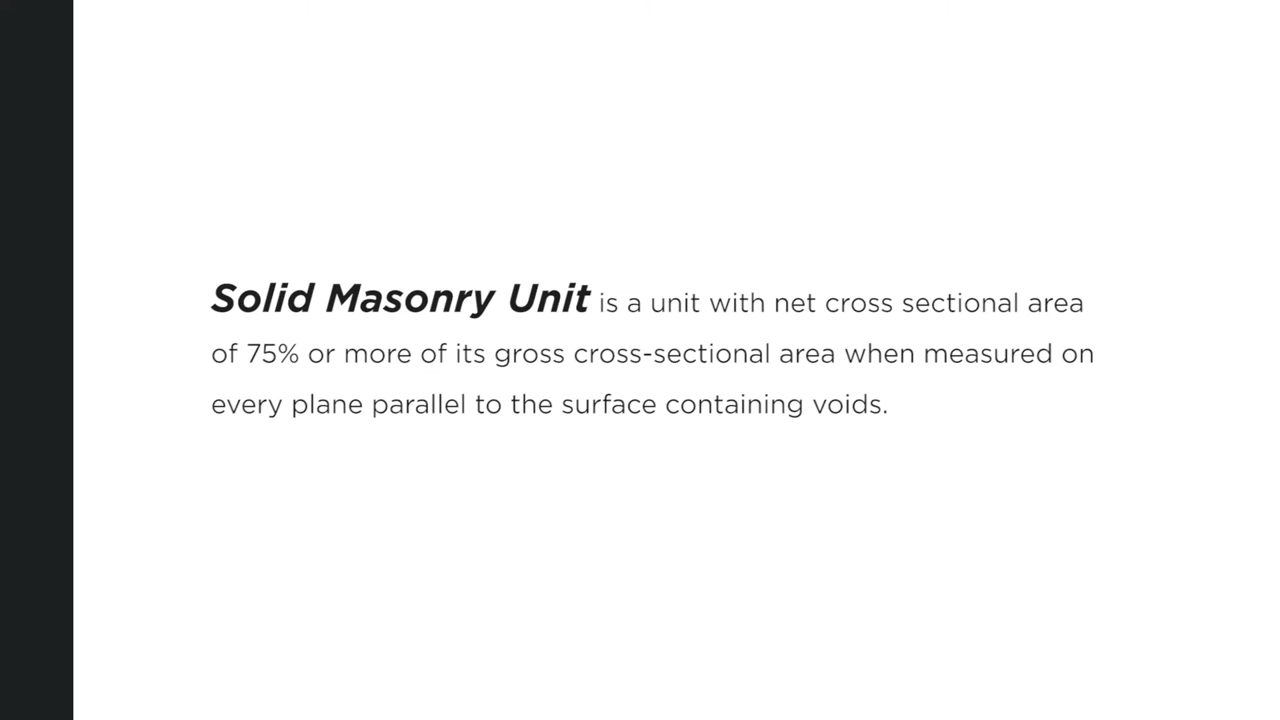 Solid Masonry Unit is a unit with net cross sectional area
of 75% or more of its gross cross-sectional area when measured on
every plane parallel to the surface containing voids.